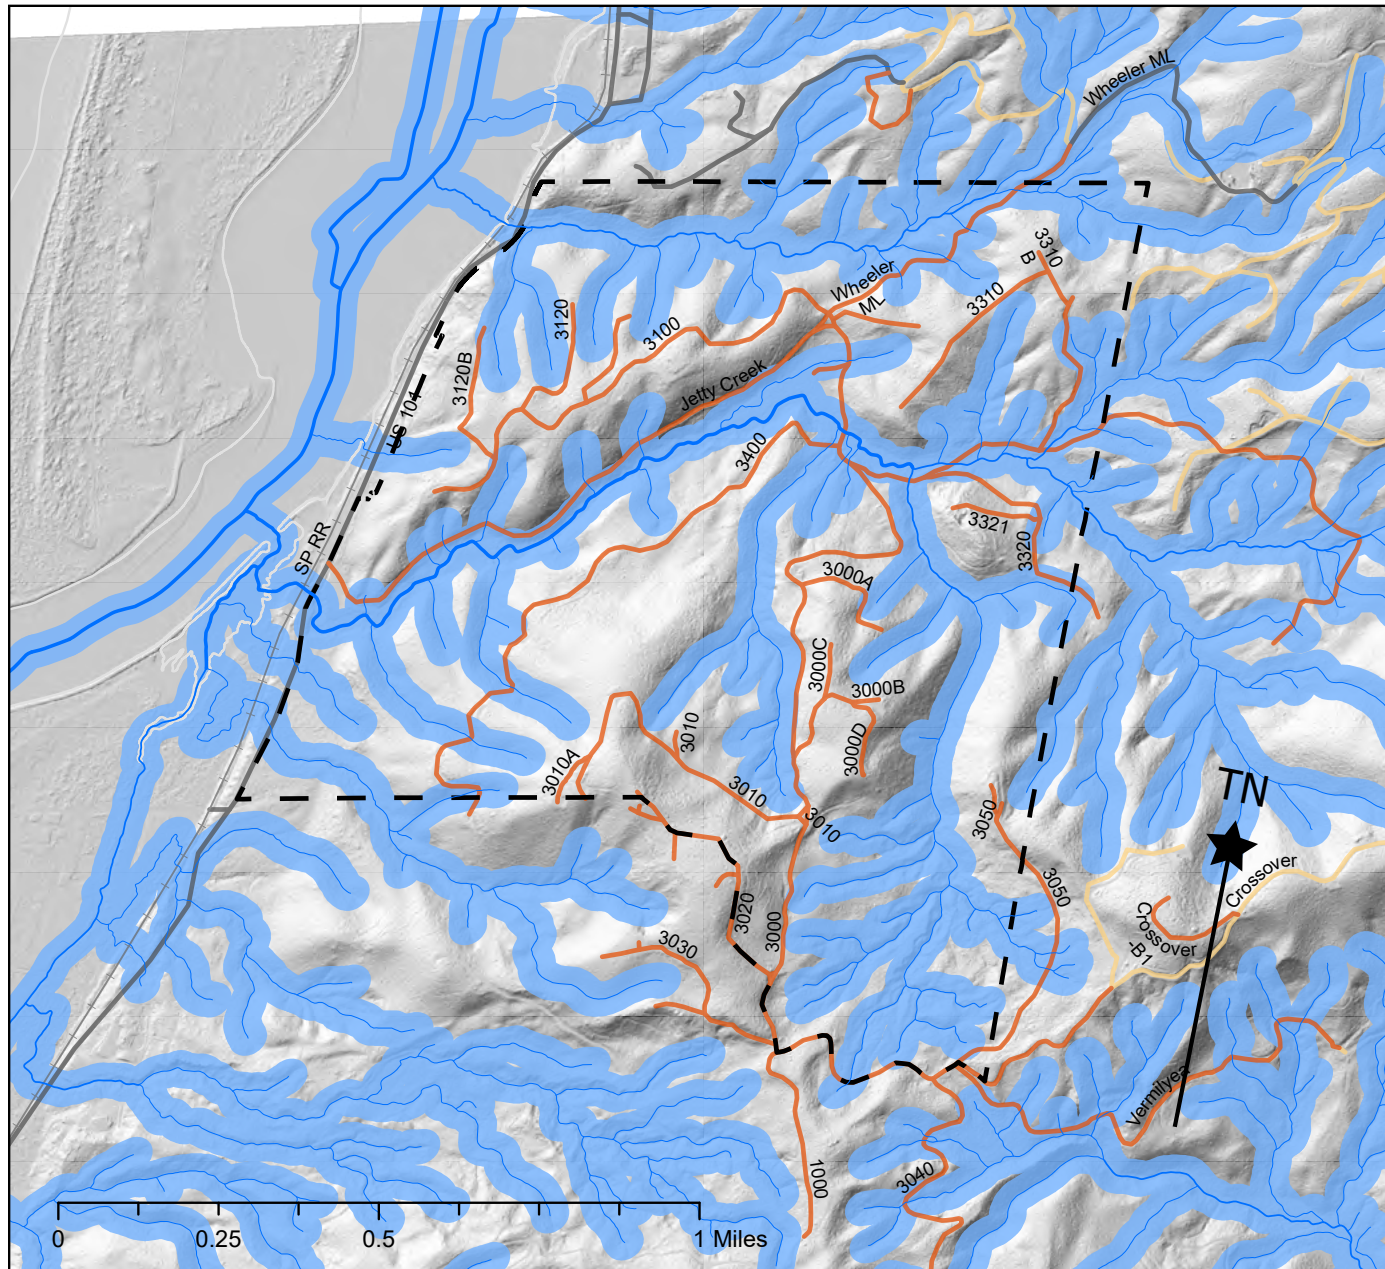 Wheeler ML
3310
B
Wheeler
ML
3310
3120
3100
3120B
Jetty Creek
US 104
3400
SP RR
3321
3320
3000A
3000C
3000B
3010
3000D
3010A
TN
3010
3010
3050
Crossover
3050
3020
3000
Crossover
-B1
3030
Vermilyea
1000
3040
0
0.25
0.5
1 Miles